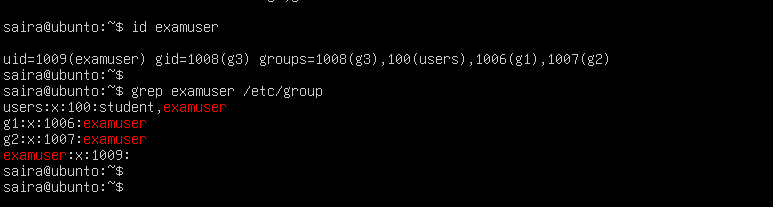 saira@ubunto:~$ id examuser
uid=1009(examuser) gid=1008(g3) groups=1008(g3),100(users),1006(g1),1007(g2)
saira@ubunto:~$
saira@ubunto:~$ grep examuser /etc/group
users:x:100:student,examuser
g1:x:1006:examuser
g2:x:1007:examuser
examuser:x:1009:
saira@ubunto:~$
saira@ubunto:~$